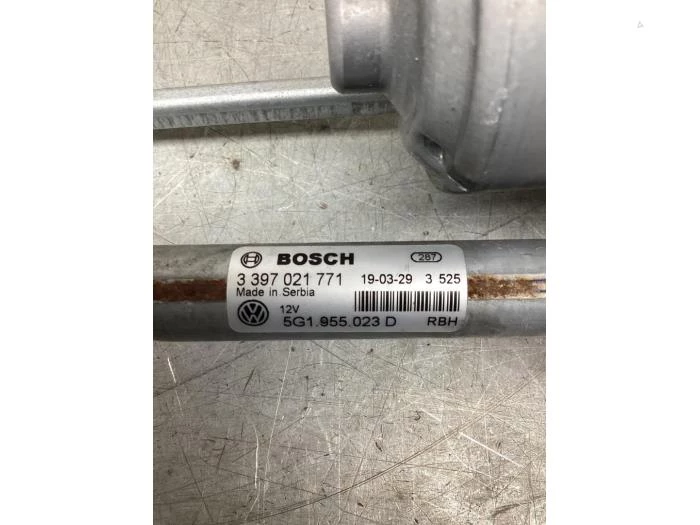 BOSCH 287
3 397 021 771 19-03-29 3 525
Made in Serbia
12V
5G1.955.023 D RBH